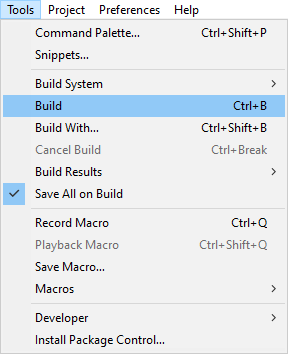 Tools Project Preferences Help
Command Palette... Ctrl+Shift+P
Snippets...
Build System
Build Ctrl+B
Build With... Ctrl+Shift+B
Cancel Build Ctrl+Break
Build Results
Save All on Build
Record Macro Ctrl+Q
Playback Macro Ctrl+Shift+Q
Save Macro...
Macros
Developer
Install Package Control...